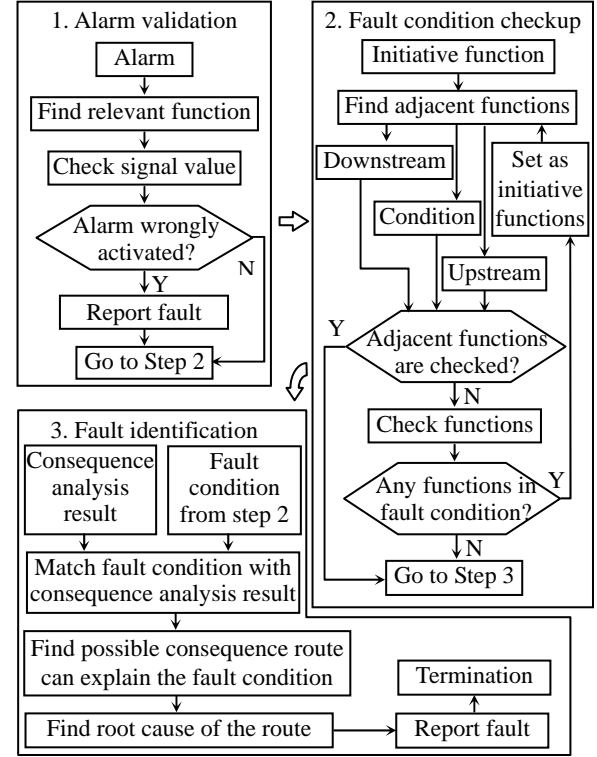 1. Alarm validation
Alarm
Find relevant function
Check signal value
Alarm wrongly
activated?
N
Y
Report fault
Go to Step 2
2. Fault condition checkup
Initiative function
Find adjacent functions
Downstream
Set as
initiative
functions
Condition
Upstream
Y
Adjacent functions
are checked?
N
Check functions
Y
Any functions in
fault condition?
N
Go to Step 3
3. Fault identification
Consequence
analysis
result
Fault
condition
from step 2
Match fault condition with
consequence analysis result
Find possible consequence route
can explain the fault condition
Find root cause of the route
Termination
Report fault